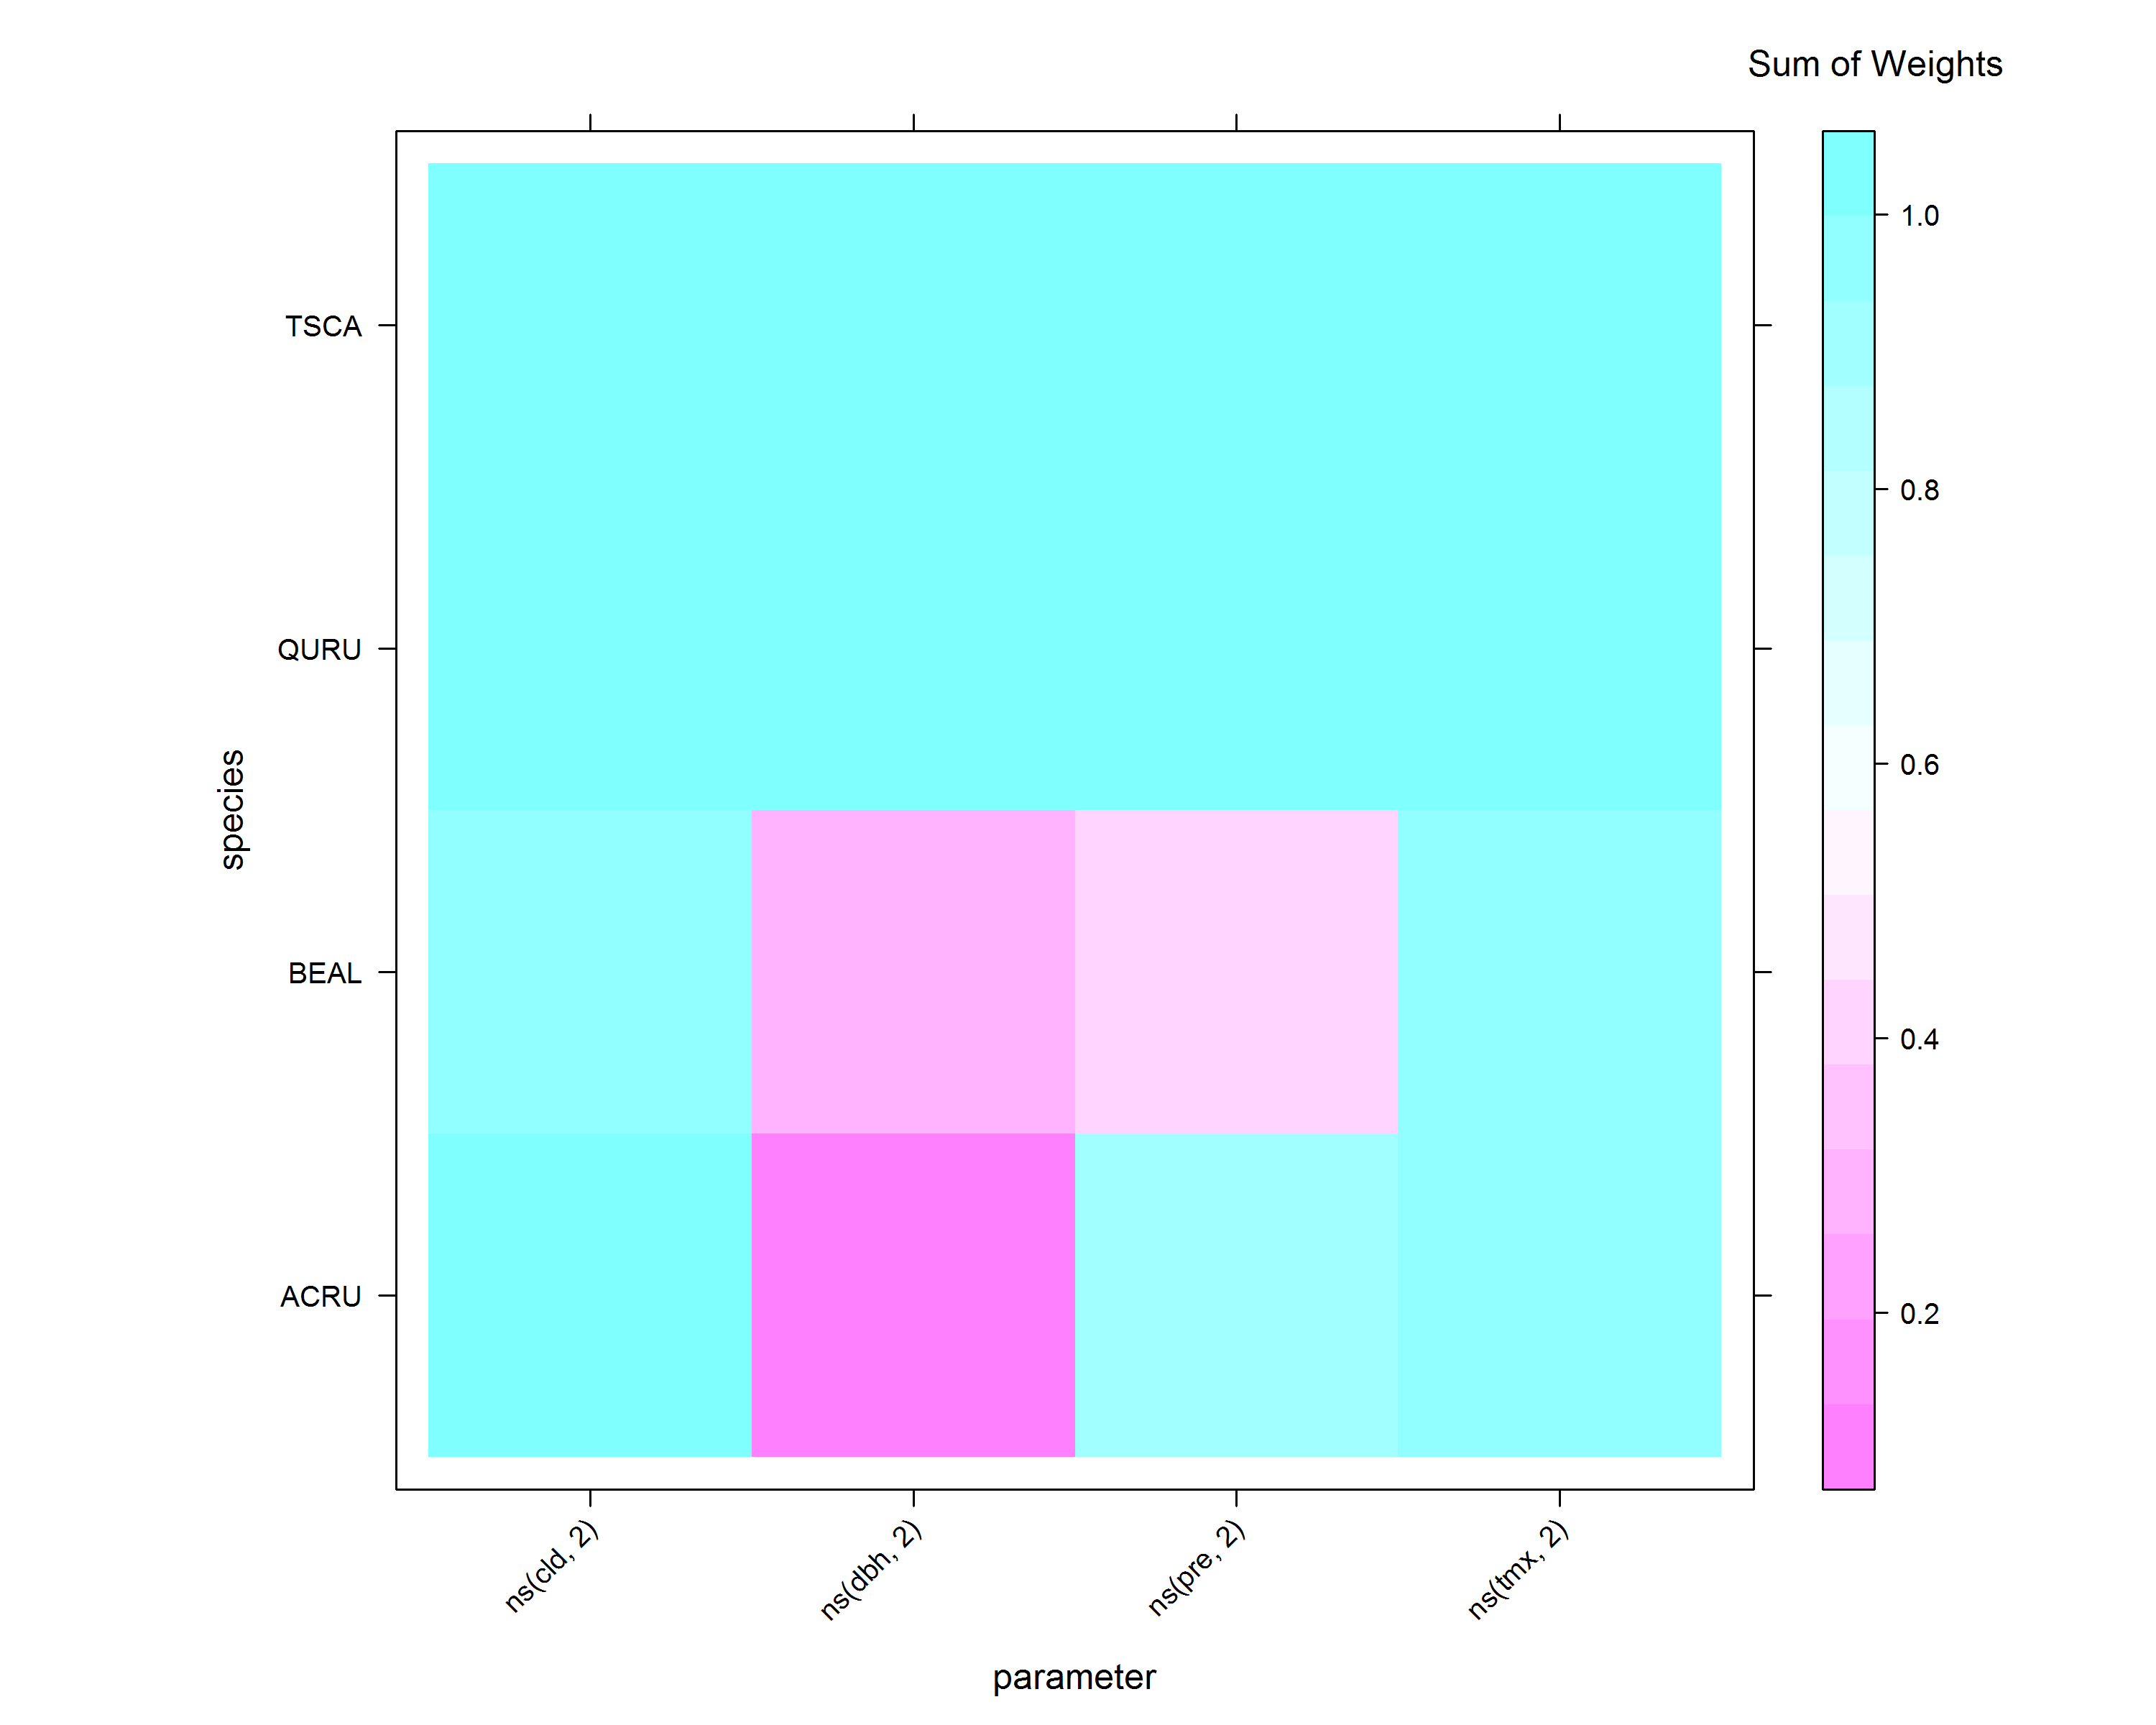 Sum of Weights
TSCA
QURU
BEAL
ACRU
species
1.0
0.8
0.6
0.4
0.2
ns(cld, 2)
ns(dbh, 2)
ns(pre, 2)
ns(tmx, 2)
parameter